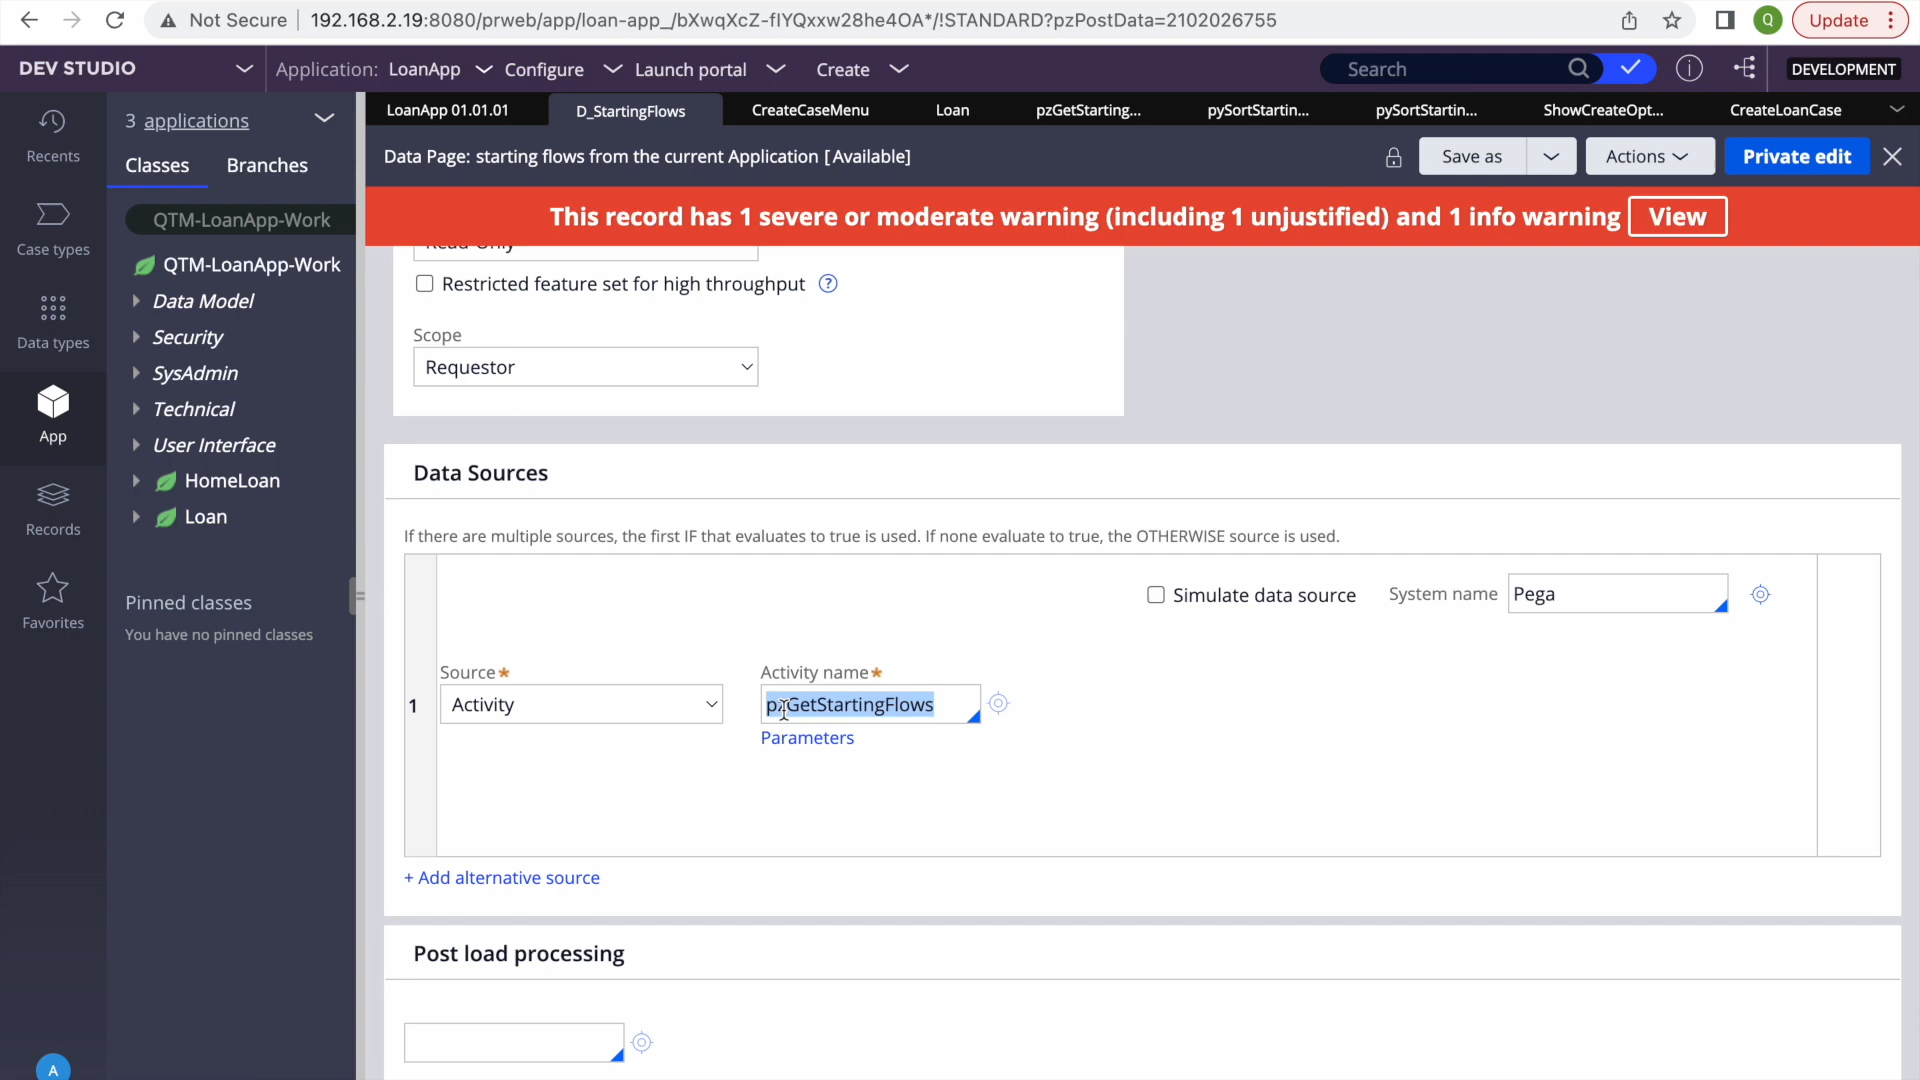 Not Secure 192.168.2.19:8080/prweb/app/loan-app_/bXwqXcZ-fIYQxxw28he4OA*/!STANDARD?pzPostData=2102026755 Q Update
DEV STUDIO Application: LoanApp Configure Launch portal Create Search DEVELOPMENT
LoanApp 01.01.01 D_StartingFlows CreateCaseMenu Loan pzGetStarting... pySortStartin... pySortStartin... ShowCreateOpt... CreateLoanCase
Recents
3 applications
Classes Branches
Data Page: starting flows from the current Application [Available] Save as Actions Private edit
This record has 1 severe or moderate warning (including 1 unjustified) and 1 info warning View
Case types
Data types
App
Records
Favorites
A
QTM-LoanApp-Work
QTM-LoanApp-Work
Data Model
Security
SysAdmin
Technical
User Interface
HomeLoan
Loan
Pinned classes
You have no pinned classes
Read-Only
Restricted feature set for high throughput ?
Scope
Requestor
Data Sources
If there are multiple sources, the first IF that evaluates to true is used. If none evaluate to true, the OTHERWISE source is used.
Simulate data source System name Pega
Source* Activity name*
1 Activity pzGetStartingFlows
Parameters
+ Add alternative source
Post load processing